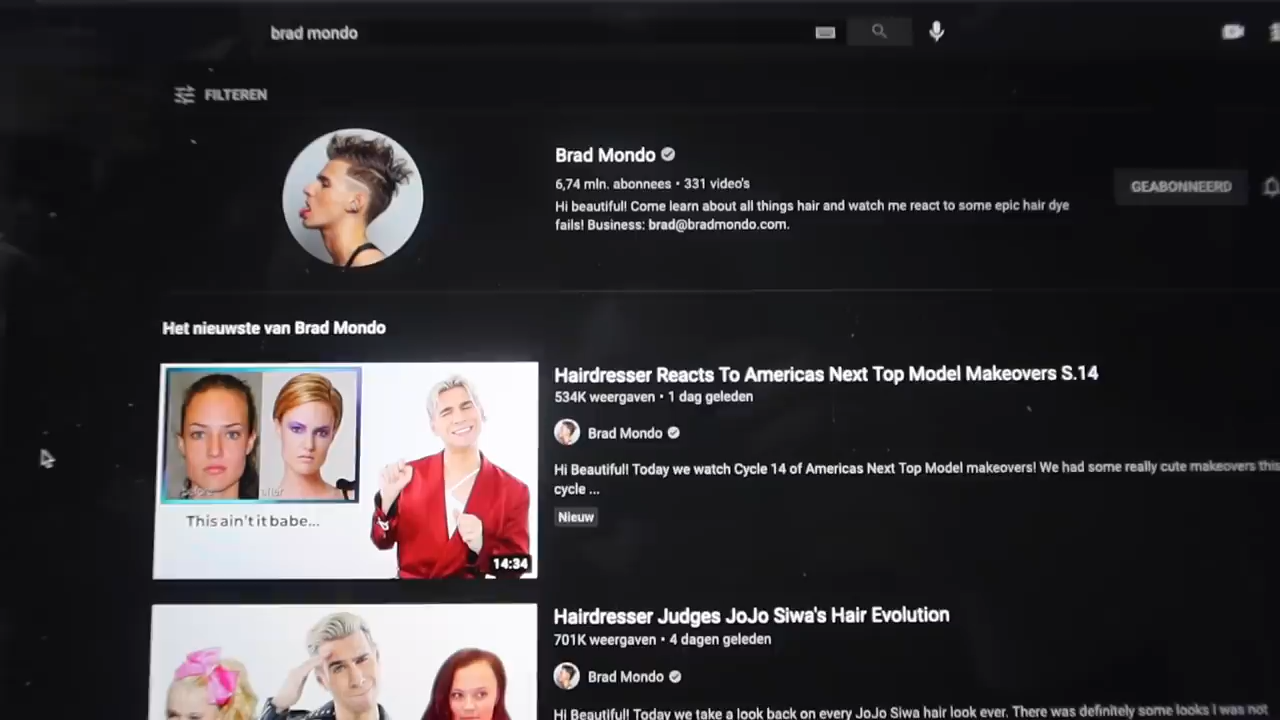 brad mondo
FILTEREN
Brad Mondo
6,74 mln. abonnees • 331 video's
GEABONNEERD
Hi beautiful! Come learn about all things hair and watch me react to some epic hair dye
fails! Business: brad@bradmondo.com.
Het nieuwste van Brad Mondo
before after
This ain't it babe...
14:34
Hairdresser Reacts To Americas Next Top Model Makeovers S.14
534K weergaven • 1 dag geleden
Brad Mondo
Hi Beautiful! Today we watch Cycle 14 of Americas Next Top Model makeovers! We had some really cute makeovers this
cycle ...
Nieuw
Hairdresser Judges JoJo Siwa's Hair Evolution
701K weergaven • 4 dagen geleden
Brad Mondo
Hi Beautiful! Today we take a look back on every JoJo Siwa hair look ever. There was definitely some looks I was not